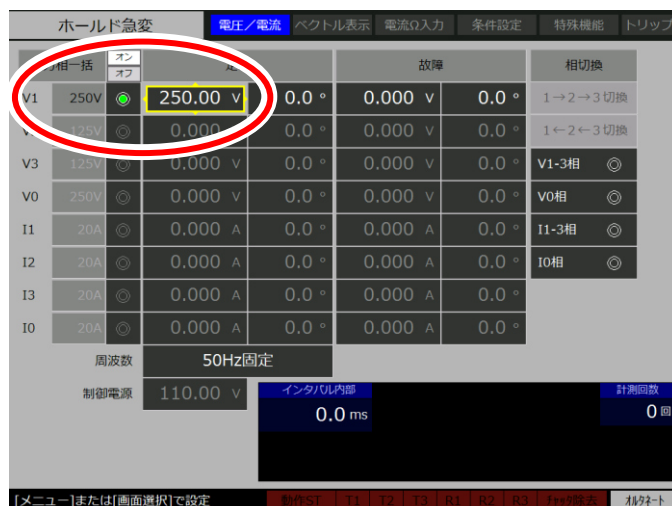 ホールド急変 電圧／電流 ベクトル表示 電流Ω入力 条件設定 特殊機能 トリップ
相一括 オン オフ 故障 相切換
V1 250V 250.00 V 0.0 ° 0.000 V 0.0 ° 1→2→3切換
125V 0.000 0.0 ° 0.000 V 0.0 ° 1←2←3切換
V3 125V 0.000 V 0.0 ° 0.000 V 0.0 ° V1-3相
V0 250V 0.000 V 0.0 ° 0.000 V 0.0 ° V0相
I1 20A 0.000 A 0.0 ° 0.000 A 0.0 ° I1-3相
I2 20A 0.000 A 0.0 ° 0.000 A 0.0 ° I0相
I3 20A 0.000 A 0.0 ° 0.000 A 0.0 °
I0 20A 0.000 A 0.0 ° 0.000 A 0.0 °
周波数 50Hz固定
制御電源 110.00 V インタバル内部 計測回数
0.0 ms 0 回
[メニュー]または[画面選択]で設定 動作ST T1 T2 T3 R1 R2 R3 ﾁｬｯﾀ除去 ｵﾙﾀﾈｰﾄ